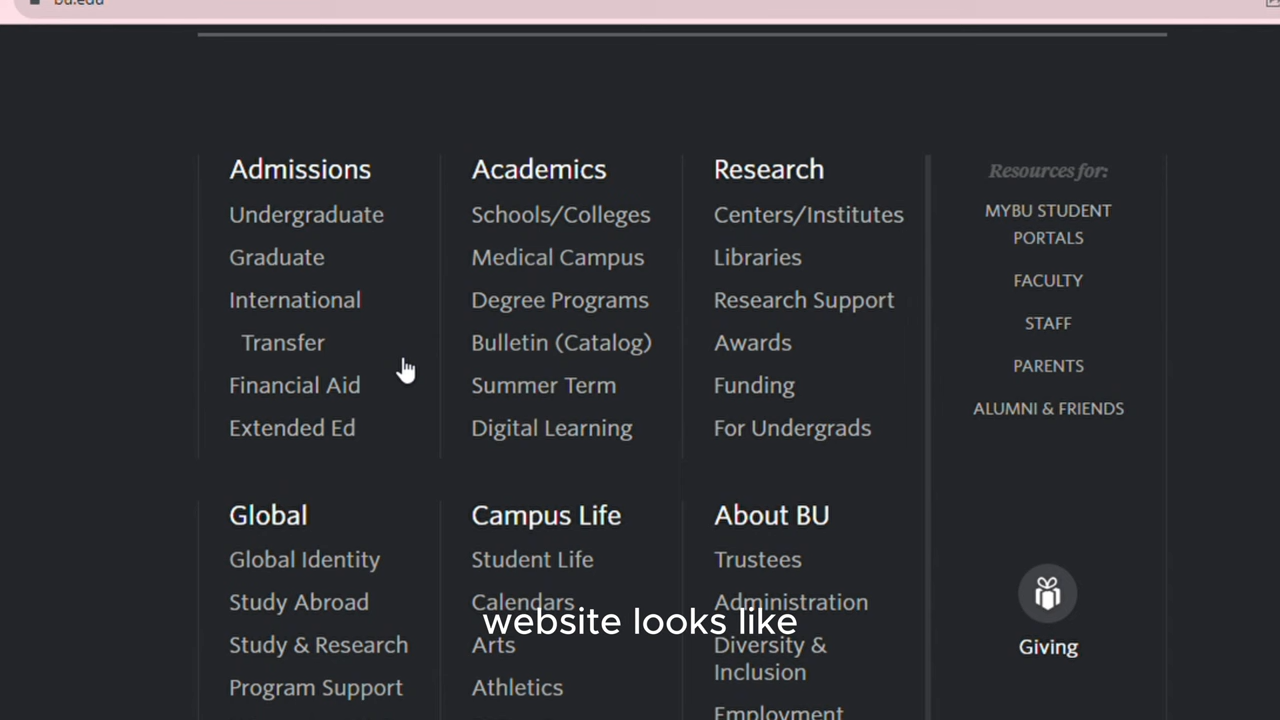 bu.edu
Admissions
Undergraduate
Graduate
International
Transfer
Financial Aid
Extended Ed
Academics
Schools/Colleges
Medical Campus
Degree Programs
Bulletin (Catalog)
Summer Term
Digital Learning
Research
Centers/Institutes
Libraries
Research Support
Awards
Funding
For Undergrads
Resources for:
MYBU STUDENT
PORTALS
FACULTY
STAFF
PARENTS
ALUMNI & FRIENDS
Global
Global Identity
Study Abroad
Study & Research
Program Support
Campus Life
Student Life
Calendars
Arts
Athletics
About BU
Trustees
Administration
Diversity &
Inclusion
Employment
Giving
website looks like